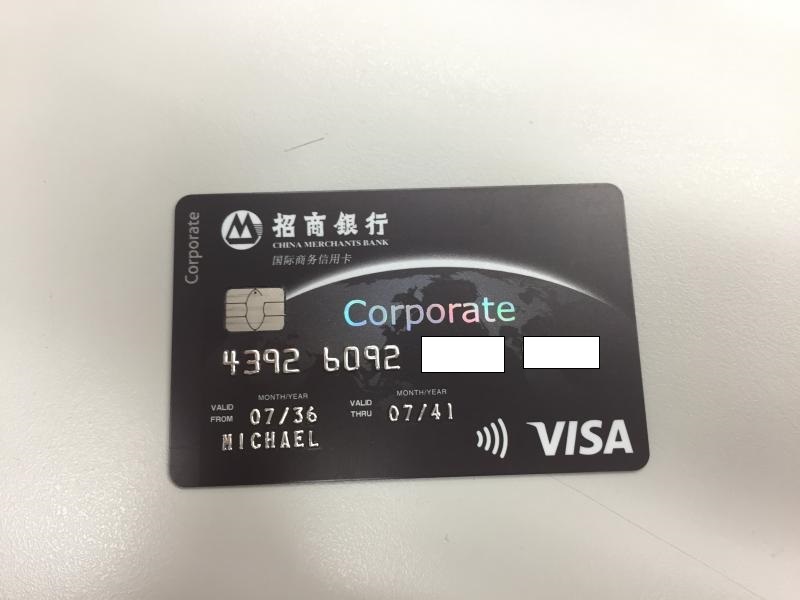 Corporate
招商銀行
CHINA MERCHANTS BANK
国际商务信用卡
Corporate
4392 6092
MONTH/YEAR MONTH/YEAR
VALID FROM 07/36 VALID THRU 07/41
MICHAEL
VISA